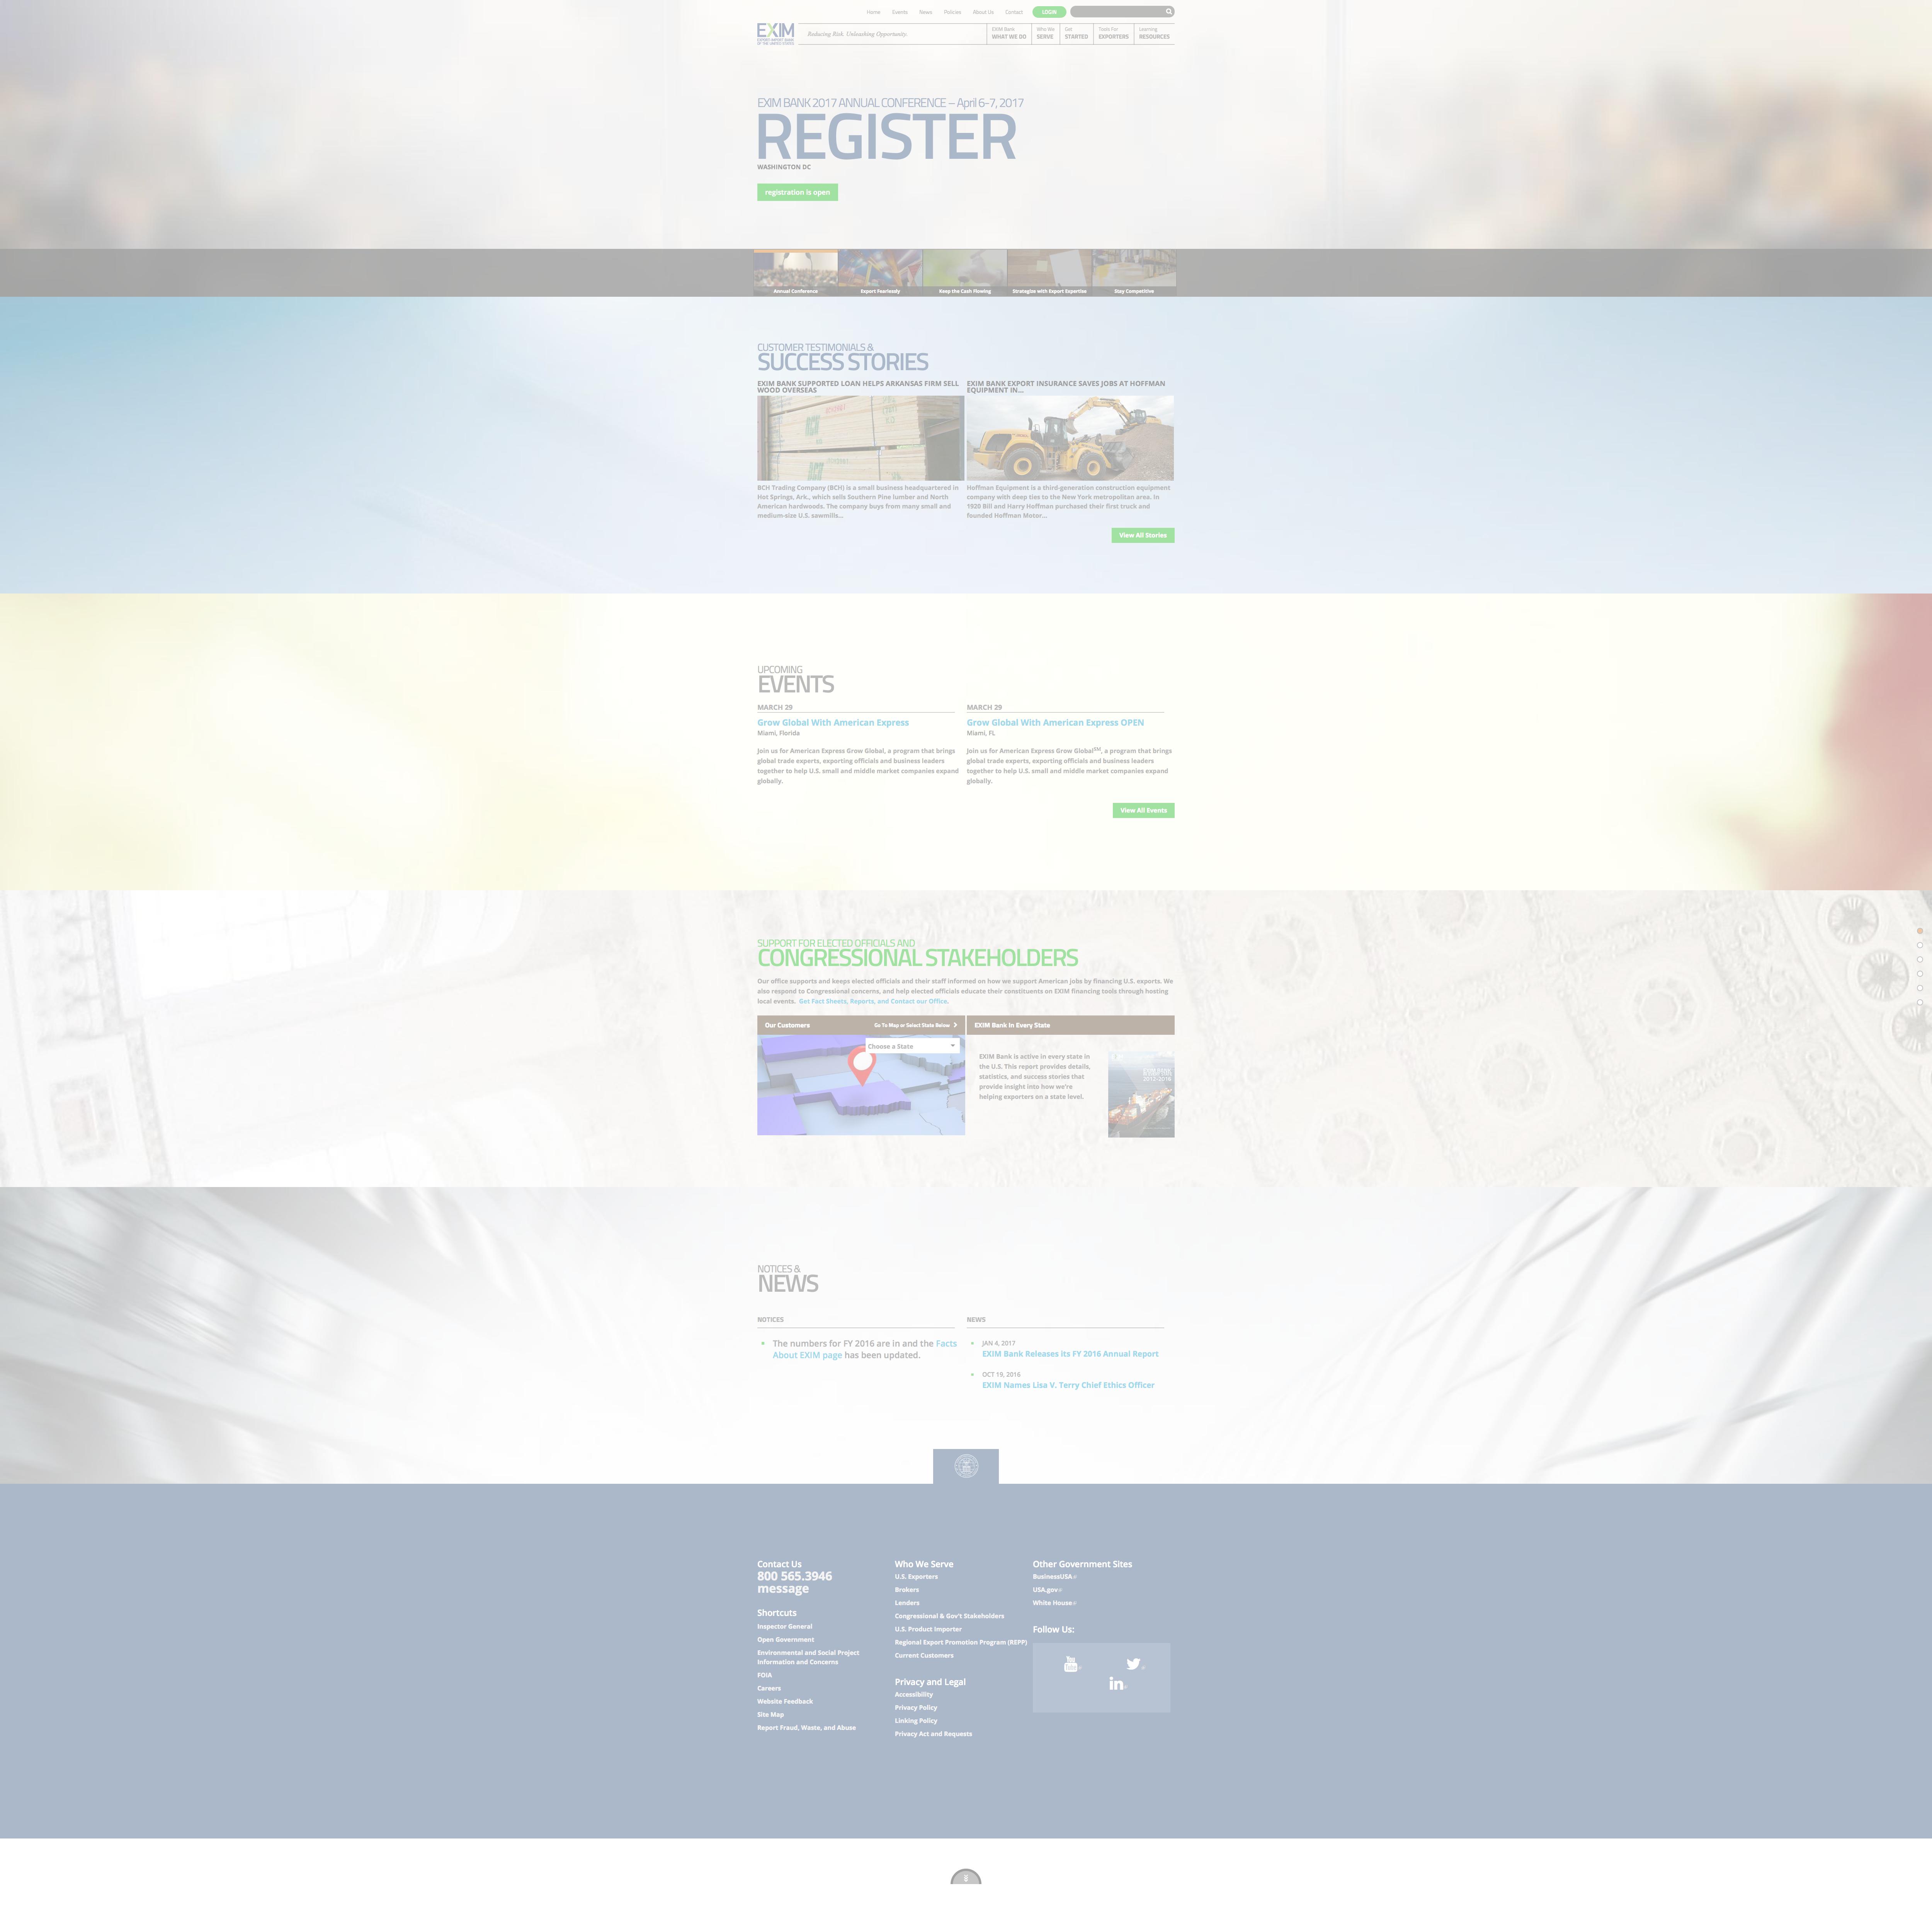 Home Events News Policies About Us Contact LOGIN
EXIM
EXPORT-IMPORT BANK
OF THE UNITED STATES
Reducing Risk. Unleashing Opportunity.
EXIM Bank
WHAT WE DO
Who We
SERVE
Get
STARTED
Tools For
EXPORTERS
Learning
RESOURCES
EXIM BANK 2017 ANNUAL CONFERENCE – April 6-7, 2017
REGISTER
WASHINGTON DC
registration is open
Annual Conference
Export Fearlessly
Keep the Cash Flowing
Strategize with Export Expertise
Stay Competitive
CUSTOMER TESTIMONIALS &
SUCCESS STORIES
EXIM BANK SUPPORTED LOAN HELPS ARKANSAS FIRM SELL
WOOD OVERSEAS
BCH Trading Company (BCH) is a small business headquartered in
Hot Springs, Ark., which sells Southern Pine lumber and North
American hardwoods. The company buys from many small and
medium-size U.S. sawmills...
EXIM BANK EXPORT INSURANCE SAVES JOBS AT HOFFMAN
EQUIPMENT IN...
Hoffman Equipment is a third-generation construction equipment
company with deep ties to the New York metropolitan area. In
1920 Bill and Harry Hoffman purchased their first truck and
founded Hoffman Motor...
View All Stories
UPCOMING
EVENTS
MARCH 29
Grow Global With American Express
Miami, Florida
Join us for American Express Grow Global, a program that brings
global trade experts, exporting officials and business leaders
together to help U.S. small and middle market companies expand
globally.
MARCH 29
Grow Global With American Express OPEN
Miami, FL
Join us for American Express Grow GlobalSM, a program that brings
global trade experts, exporting officials and business leaders
together to help U.S. small and middle market companies expand
globally.
View All Events
SUPPORT FOR ELECTED OFFICIALS AND
CONGRESSIONAL STAKEHOLDERS
Our office supports and keeps elected officials and their staff informed on how we support American jobs by financing U.S. exports. We
also respond to Congressional concerns, and help elected officials educate their constituents on EXIM financing tools through hosting
local events. Get Fact Sheets, Reports, and Contact our Office.
Our Customers
Go To Map or Select State Below
Choose a State
EXIM Bank In Every State
EXIM Bank is active in every state in
the U.S. This report provides details,
statistics, and success stories that
provide insight into how we're
helping exporters on a state level.
NOTICES &
NEWS
NOTICES
The numbers for FY 2016 are in and the Facts
About EXIM page has been updated.
NEWS
JAN 4, 2017
EXIM Bank Releases its FY 2016 Annual Report
OCT 19, 2016
EXIM Names Lisa V. Terry Chief Ethics Officer
Contact Us
800 565.3946
message
Shortcuts
Inspector General
Open Government
Environmental and Social Project
Information and Concerns
FOIA
Careers
Website Feedback
Site Map
Report Fraud, Waste, and Abuse
Who We Serve
U.S. Exporters
Brokers
Lenders
Congressional & Gov't Stakeholders
U.S. Product Importer
Regional Export Promotion Program (REPP)
Current Customers
Privacy and Legal
Accessibility
Privacy Policy
Linking Policy
Privacy Act and Requests
Other Government Sites
BusinessUSA
USA.gov
White House
Follow Us:
You
Tube
in